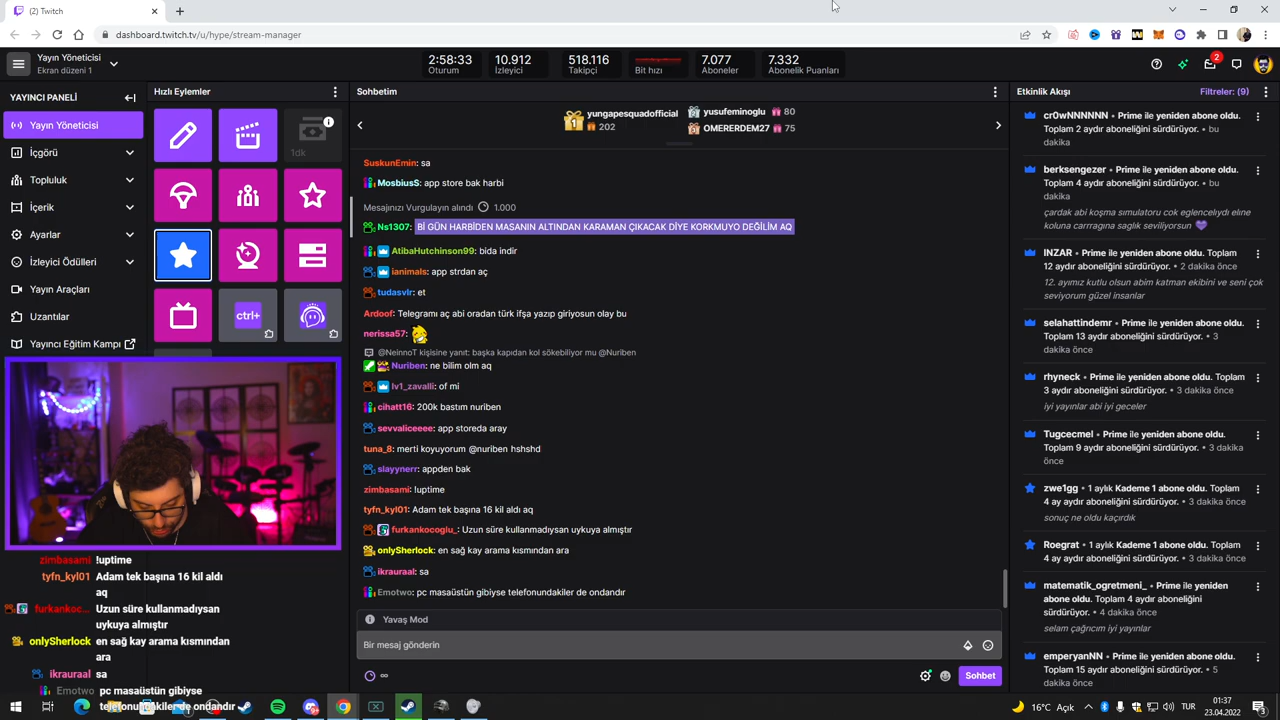 (2) Twitch
dashboard.twitch.tv/u/hype/stream-manager
Yayın Yöneticisi
Ekran düzeni 1
2:58:33
Oturum
10.912
İzleyici
518.116
Takipçi
Bit hızı
7.077
Aboneler
7.332
Abonelik Puanları
2
YAYINCI PANELİ
Yayın Yöneticisi
İçgörü
Topluluk
İçerik
Ayarlar
İzleyici Ödülleri
Yayın Araçları
Uzantılar
Yayıncı Eğitim Kampı
Hızlı Eylemler
1dk
ctrl+
Sohbetim
1
yungapesquadofficial
202
yusufeminoglu 80
OMERERDEM27 75
SuskunEmin: sa
MosbiusS: app store bak harbi
Mesajınızı Vurgulayın alındı 1.000
Ns1307: Bİ GÜN HARBİDEN MASANIN ALTINDAN KARAMAN ÇIKACAK DİYE KORKMUYO DEĞİLİM AQ
AtibaHutchinson99: bida indir
ianimals: app strdan aç
tudasvlr: et
Ardoof: Telegramı aç abi oradan türk ifşa yazıp giriyosun olay bu
nerissa57:
@NeinnoT kişisine yanıt: başka kapıdan kol sökebiliyor mu @Nuriben
Nuriben: ne bilim olm aq
lv1_zavalli: of mi
cihatt16: 200k bastım nuriben
sevvaliceeee: app storeda aray
tuna_8: merti koyuyorum @nuriben hshshd
slayynerr: appden bak
zimbasami: !uptime
tyfn_kyl01: Adam tek başına 16 kil aldı aq
furkankocoglu_: Uzun süre kullanmadıysan uykuya almıştır
onlySherlock: en sağ kay arama kısmından ara
ikrauraal: sa
Emotwo: pc masaüstün gibiyse telefonundakiler de ondandır
Yavaş Mod
Bir mesaj gönderin
∞
Sohbet
Etkinlik Akışı
Filtreler: (9)
cr0wNNNNNN • Prime ile yeniden abone oldu.
Toplam 2 aydır aboneliğini sürdürüyor. • bu
dakika
berksengezer • Prime ile yeniden abone oldu.
Toplam 4 aydır aboneliğini sürdürüyor. • bu
dakika
çardak abi koşma sımulatoru cok eglencelıydı elıne
koluna carrragına saglık seviliyorsun
INZAR • Prime ile yeniden abone oldu. Toplam
12 aydır aboneliğini sürdürüyor. • 2 dakika önce
12. ayımız kutlu olsun abim katman ekibini ve seni çok
seviyorum güzel insanlar
selahattindemr • Prime ile yeniden abone oldu.
Toplam 13 aydır aboneliğini sürdürüyor. • 3
dakika önce
rhyneck • Prime ile yeniden abone oldu. Toplam
3 aydır aboneliğini sürdürüyor. • 3 dakika önce
iyi yayınlar abi iyi geceler
Tugcecmel • Prime ile yeniden abone oldu.
Toplam 9 aydır aboneliğini sürdürüyor. • 3 dakika
önce
zwe1gg • 1 aylık Kademe 1 abone oldu. Toplam
4 ay aydır aboneliğini sürdürüyor. • 3 dakika önce
sonuç ne oldu kaçırdık
Roegrat • 1 aylık Kademe 1 abone oldu. Toplam
4 ay aydır aboneliğini sürdürüyor. • 3 dakika önce
matematik_ogretmeni_ • Prime ile yeniden
abone oldu. Toplam 4 aydır aboneliğini
sürdürüyor. • 4 dakika önce
selam çağrıcım iyi yayınlar
emperyanNN • Prime ile yeniden abone oldu.
Toplam 15 aydır aboneliğini sürdürüyor. • 5
dakika önce
zimbasami !uptime
tyfn_kyl01 Adam tek başına 16 kil aldı
aq
furkankoc... Uzun süre kullanmadıysan
uykuya almıştır
onlySherlock en sağ kay arama kısmından
ara
ikrauraal sa
Emotwo pc masaüstün gibiyse
telefonundakiler de ondandır
16°C Açık
TUR
01:37
23.04.2022
3